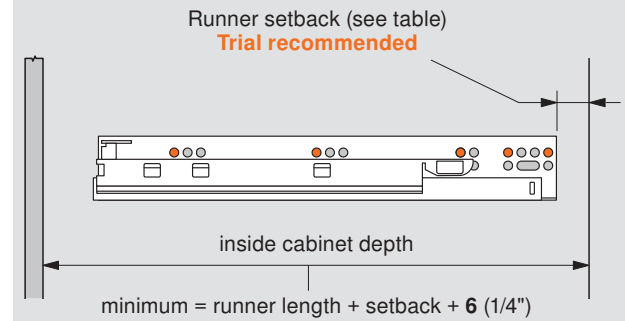 Runner setback (see table)
Trial recommended
inside cabinet depth
minimum = runner length + setback + 6 (1/4")